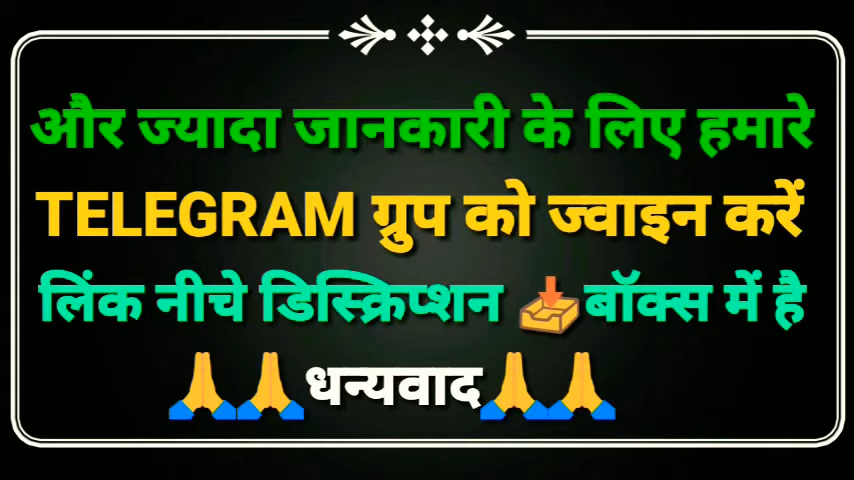 और ज्यादा जानकारी के लिए हमारे
TELEGRAM ग्रुप को ज्वाइन करें
लिंक नीचे डिस्क्रिप्शन 📥बॉक्स में है
🙏🙏धन्यवाद🙏🙏